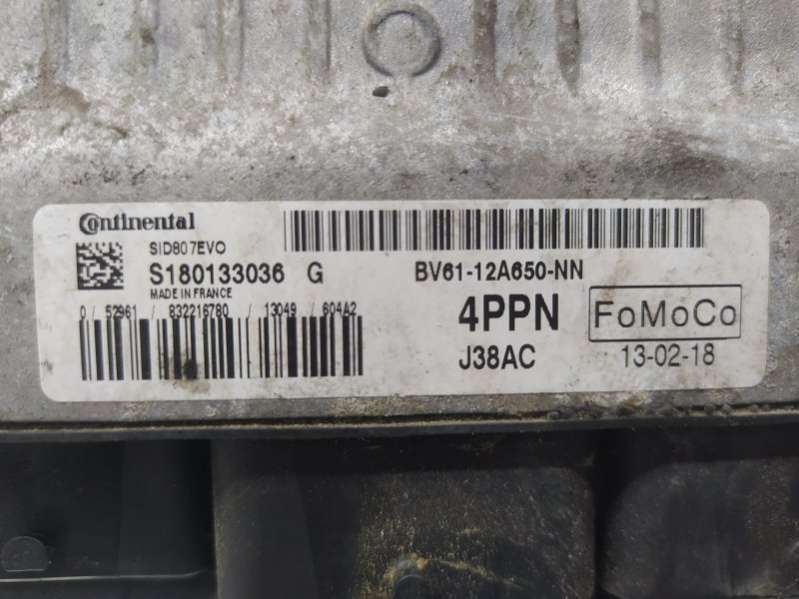 Continental
SID807EVO
S180133036 G
MADE IN FRANCE
0 / 52961 / 832216780 / 13049 / 604A2
BV61-12A650-NN
4PPN
FoMoCo
J38AC
13-02-18